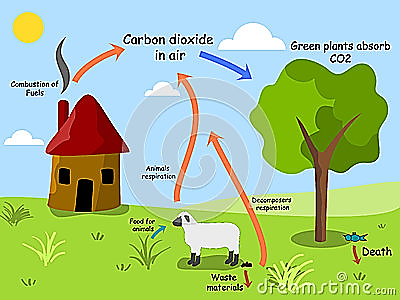 Carbon dioxide
in air
Green plants absorb
CO2
Combustion of
Fuels
Animals
respiration
Decomposers
respiration
Food for
animals
Death
Waste
materials
dreamstime.com